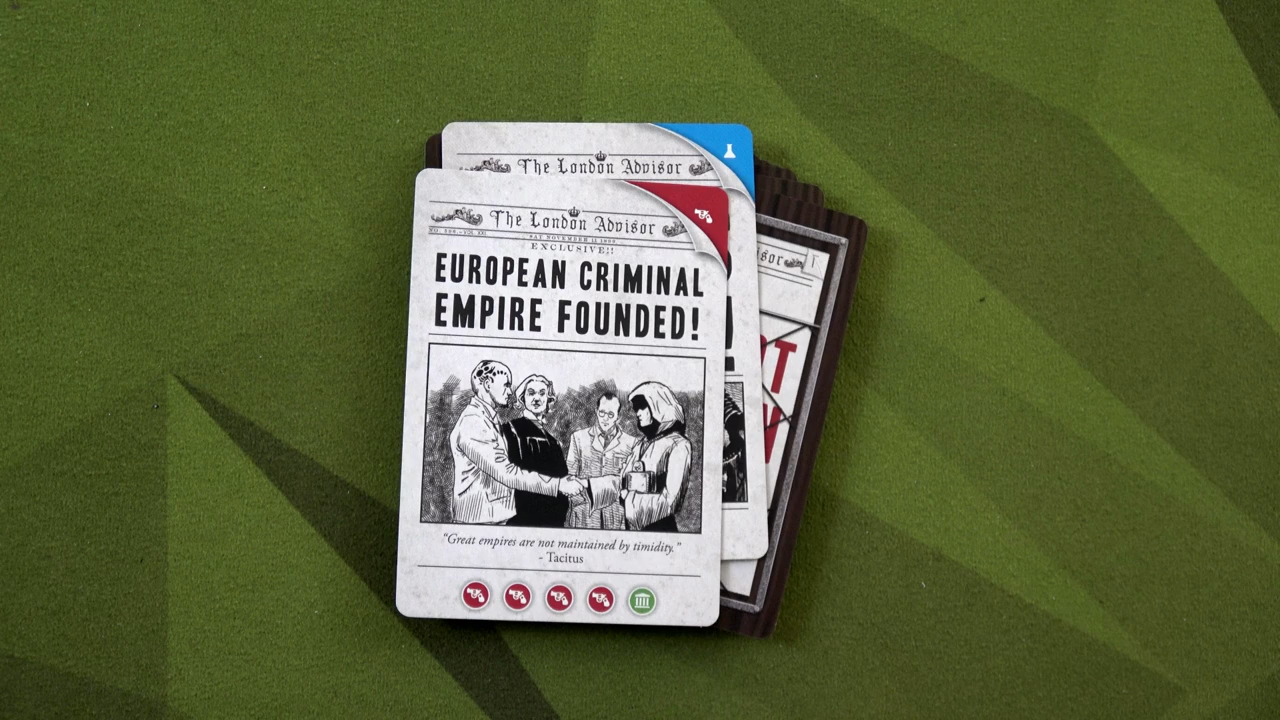 The London Advisor
The London Advisor
EXCLUSIVE!!
EUROPEAN CRIMINAL
EMPIRE FOUNDED!
"Great empires are not maintained by timidity."
- Tacitus